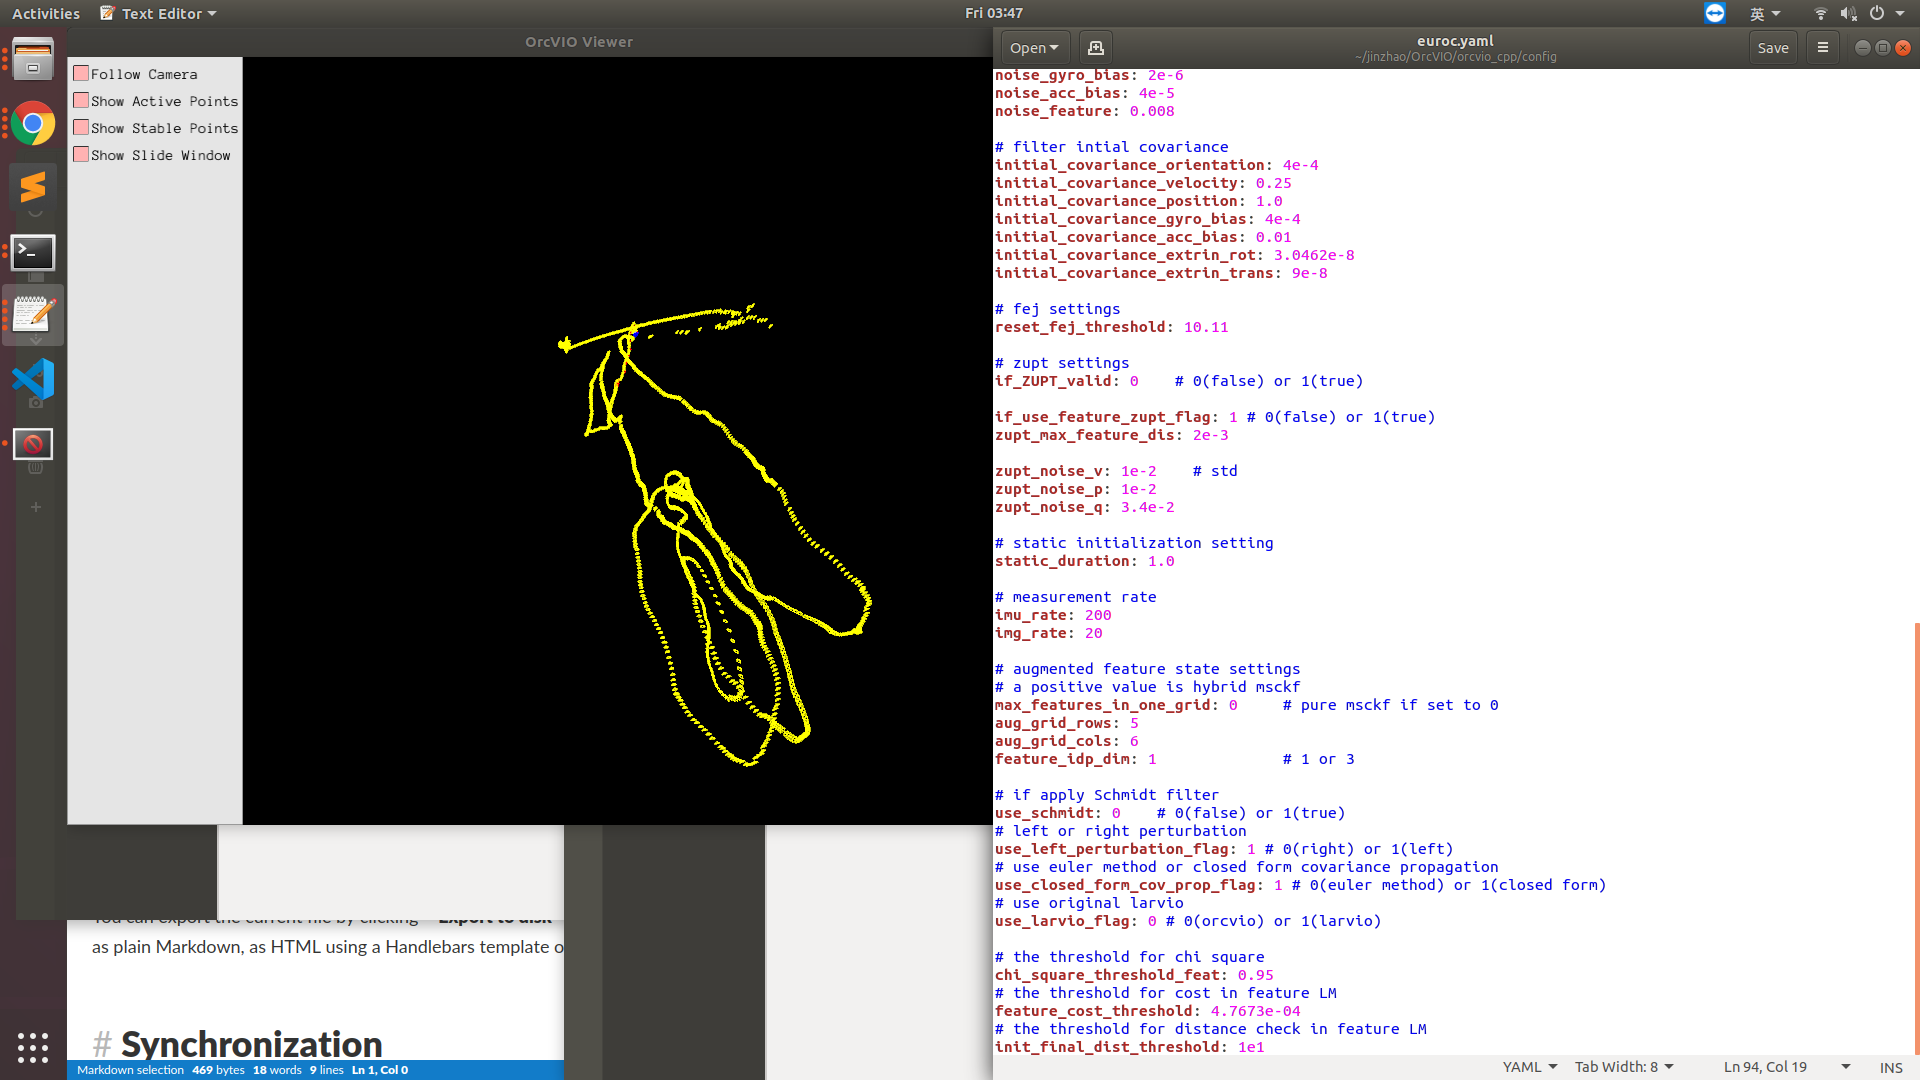 Activities
Text Editor
Fri 03:47
英
OrcVIO Viewer
Follow Camera
Show Active Points
Show Stable Points
Show Slide Window
Open
euroc.yaml
~/jinzhao/OrcVIO/orcvio_cpp/config
Save
noise_gyro_bias: 2e-6
noise_acc_bias: 4e-5
noise_feature: 0.008
# filter intial covariance
initial_covariance_orientation: 4e-4
initial_covariance_velocity: 0.25
initial_covariance_position: 1.0
initial_covariance_gyro_bias: 4e-4
initial_covariance_acc_bias: 0.01
initial_covariance_extrin_rot: 3.0462e-8
initial_covariance_extrin_trans: 9e-8
# fej settings
reset_fej_threshold: 10.11
# zupt settings
if_ZUPT_valid: 0    # 0(false) or 1(true)
if_use_feature_zupt_flag: 1 # 0(false) or 1(true)
zupt_max_feature_dis: 2e-3
zupt_noise_v: 1e-2    # std
zupt_noise_p: 1e-2
zupt_noise_q: 3.4e-2
# static initialization setting
static_duration: 1.0
# measurement rate
imu_rate: 200
img_rate: 20
# augmented feature state settings
# a positive value is hybrid msckf
max_features_in_one_grid: 0     # pure msckf if set to 0
aug_grid_rows: 5
aug_grid_cols: 6
feature_idp_dim: 1              # 1 or 3
# if apply Schmidt filter
use_schmidt: 0    # 0(false) or 1(true)
# left or right perturbation
use_left_perturbation_flag: 1 # 0(right) or 1(left)
# use euler method or closed form covariance propagation
use_closed_form_cov_prop_flag: 1 # 0(euler method) or 1(closed form)
# use original larvio
use_larvio_flag: 0 # 0(orcvio) or 1(larvio)
# the threshold for chi square
chi_square_threshold_feat: 0.95
# the threshold for cost in feature LM
feature_cost_threshold: 4.7673e-04
# the threshold for distance check in feature LM
init_final_dist_threshold: 1e1
YAML
Tab Width: 8
Ln 94, Col 19
INS
You can export the current file by clicking "Export to disk
as plain Markdown, as HTML using a Handlebars template o
# Synchronization
Markdown selection 469 bytes 18 words 9 lines Ln 1, Col 0